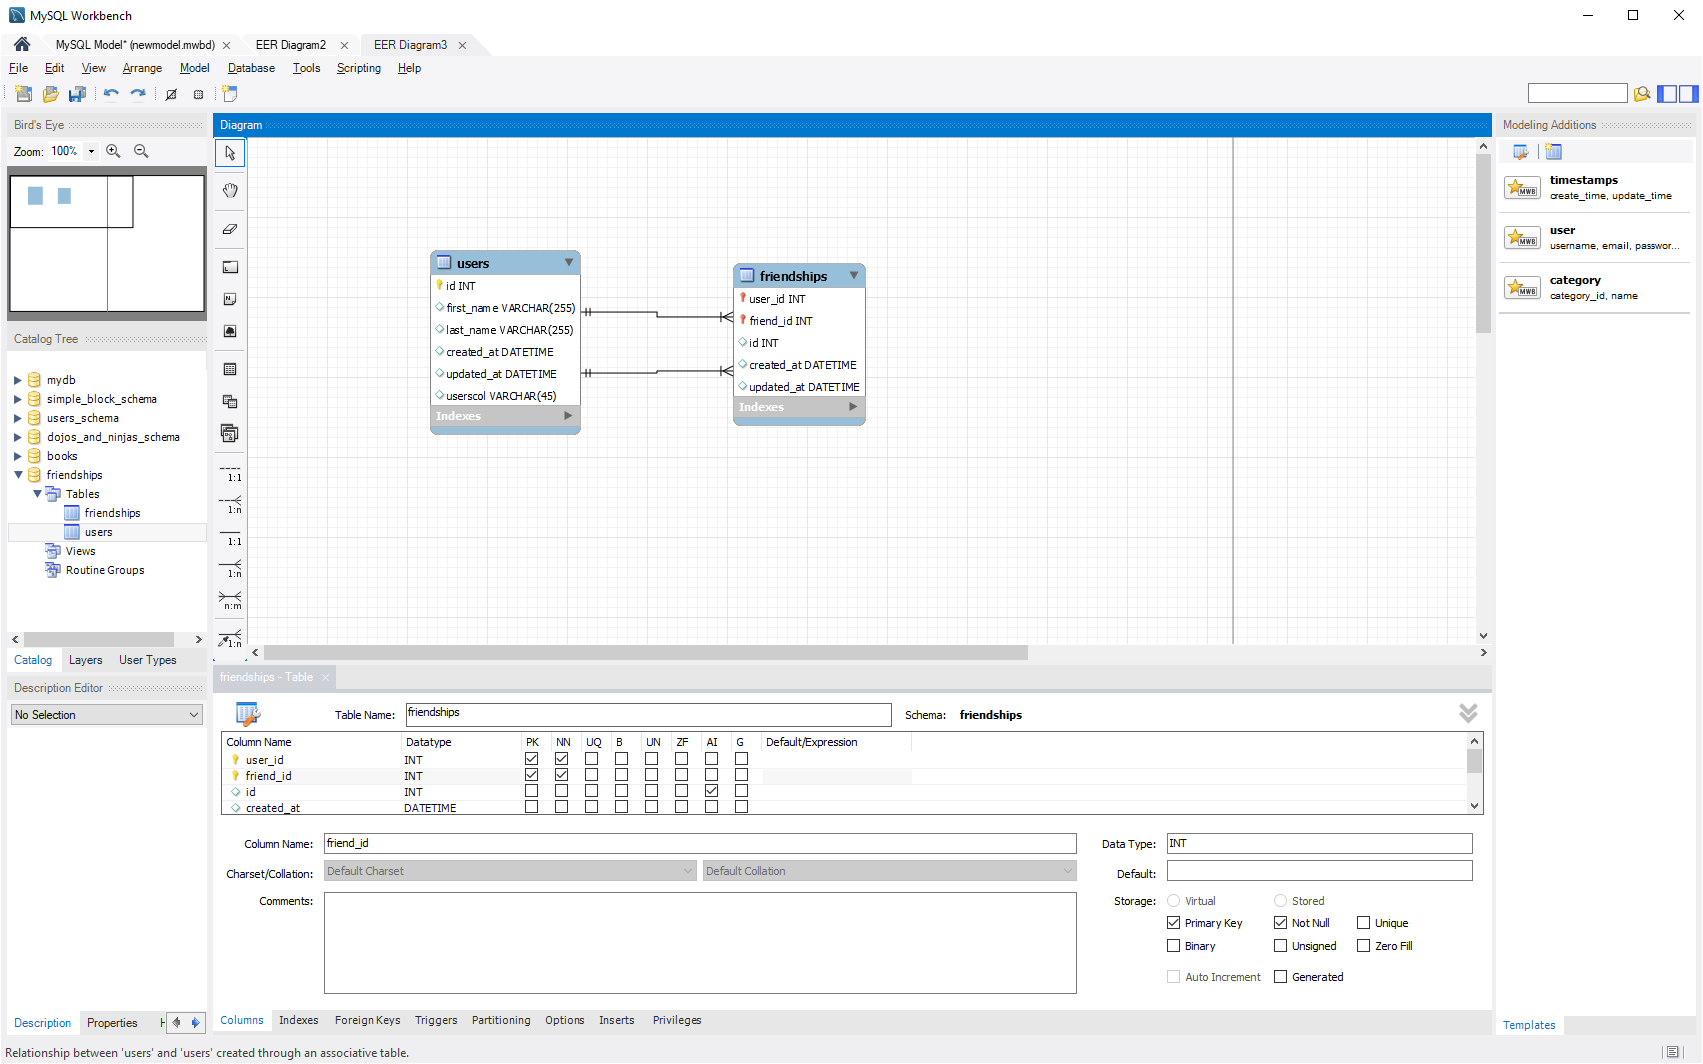 MySQL Workbench
MySQL Model* (newmodel.mwbd)
EER Diagram2
EER Diagram3
File Edit View Arrange Model Database Tools Scripting Help
Bird's Eye
Zoom: 100%
Catalog Tree
mydb
simple_block_schema
users_schema
dojos_and_ninjas_schema
books
friendships
Tables
friendships
users
Views
Routine Groups
Catalog Layers User Types
Description Editor
No Selection
Description Properties H
Diagram
1:1
1:n
1:1
1:n
n:m
1:n
users
id INT
first_name VARCHAR(255)
last_name VARCHAR(255)
created_at DATETIME
updated_at DATETIME
userscol VARCHAR(45)
Indexes
friendships
user_id INT
friend_id INT
id INT
created_at DATETIME
updated_at DATETIME
Indexes
Modeling Additions
timestamps
create_time, update_time
user
username, email, passwor...
category
category_id, name
Templates
friendships - Table
Table Name: friendships Schema: friendships
Column Name Datatype PK NN UQ B UN ZF AI G Default/Expression
user_id INT
friend_id INT
id INT
created_at DATETIME
Column Name: friend_id Data Type: INT
Charset/Collation: Default Charset Default Collation Default:
Comments: Storage: Virtual Stored
Primary Key Not Null Unique
Binary Unsigned Zero Fill
Auto Increment Generated
Columns Indexes Foreign Keys Triggers Partitioning Options Inserts Privileges
Relationship between 'users' and 'users' created through an associative table.